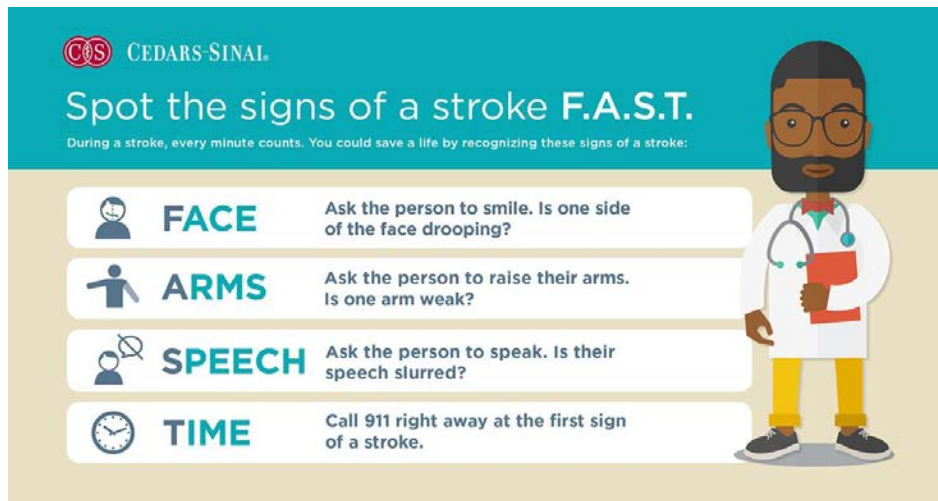 CS CEDARS-SINAI®
Spot the signs of a stroke F.A.S.T.
During a stroke, every minute counts. You could save a life by recognizing these signs of a stroke:
FACE
Ask the person to smile. Is one side
of the face drooping?
ARMS
Ask the person to raise their arms.
Is one arm weak?
SPEECH
Ask the person to speak. Is their
speech slurred?
TIME
Call 911 right away at the first sign
of a stroke.